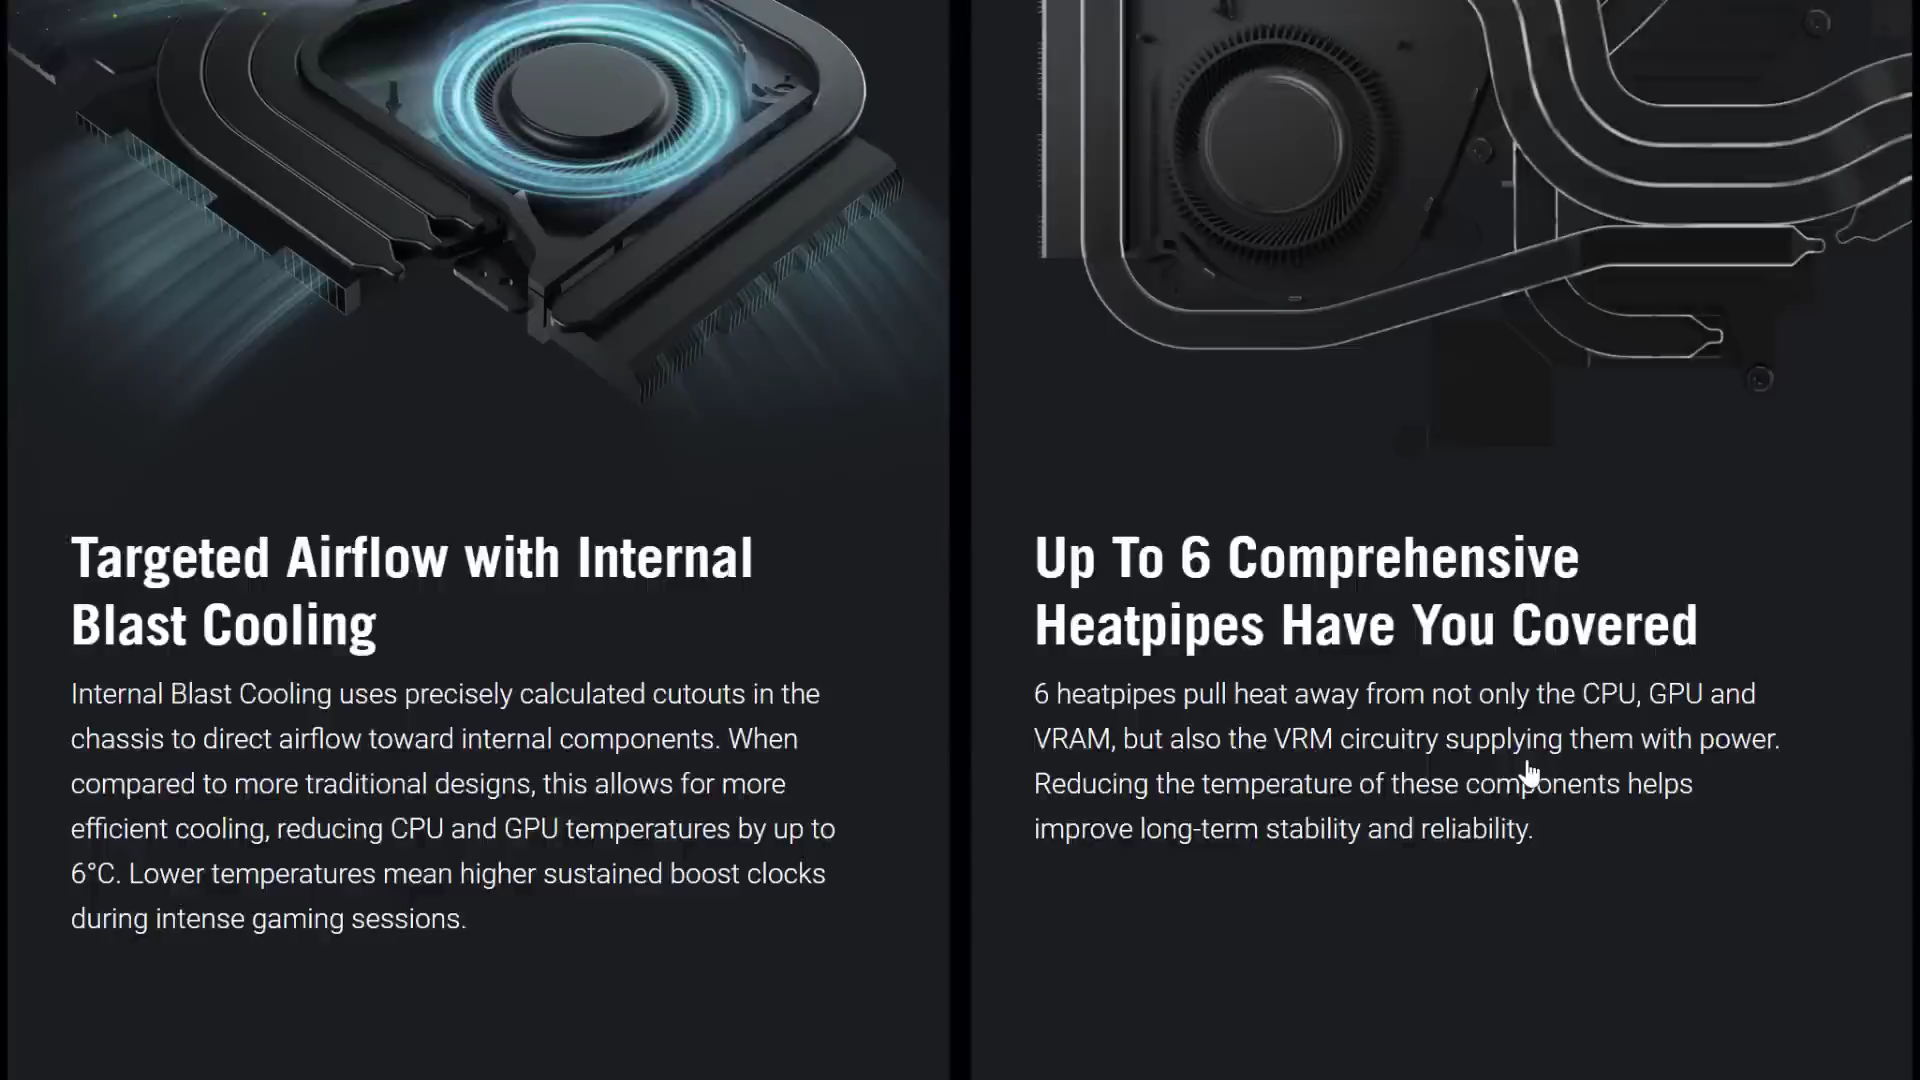 Targeted Airflow with Internal
Blast Cooling
Internal Blast Cooling uses precisely calculated cutouts in the
chassis to direct airflow toward internal components. When
compared to more traditional designs, this allows for more
efficient cooling, reducing CPU and GPU temperatures by up to
6°C. Lower temperatures mean higher sustained boost clocks
during intense gaming sessions.
Up To 6 Comprehensive
Heatpipes Have You Covered
6 heatpipes pull heat away from not only the CPU, GPU and
VRAM, but also the VRM circuitry supplying them with power.
Reducing the temperature of these components helps
improve long-term stability and reliability.